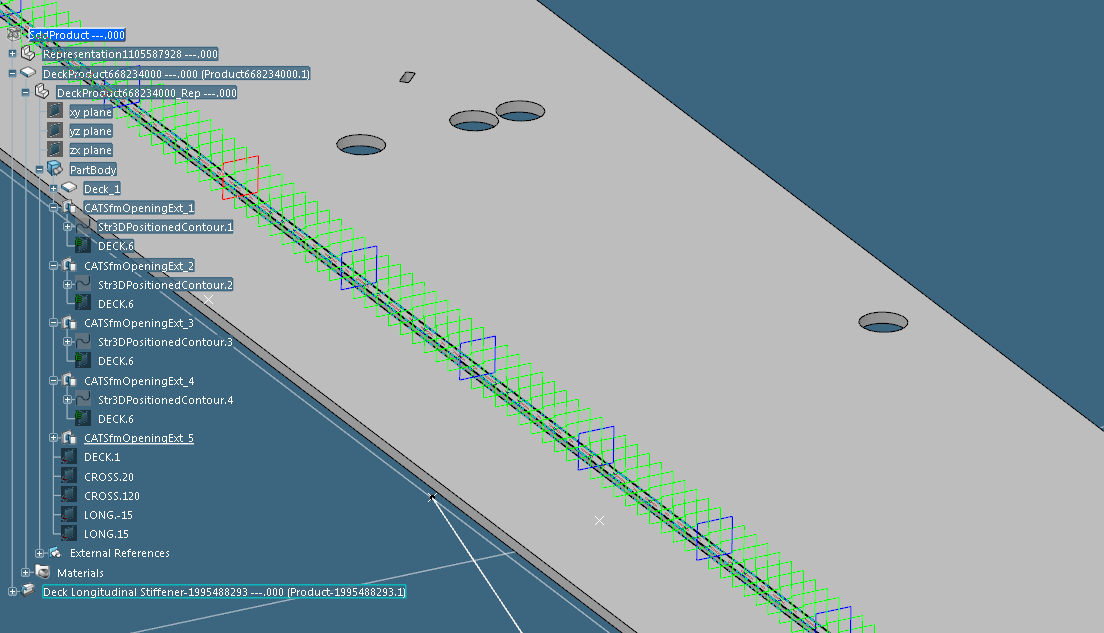 SddProduct ---.000
Representation1105587928 ---.000
DeckProduct668234000 ---.000 (Product668234000.1)
DeckProduct668234000_Rep ---.000
xy plane
yz plane
zx plane
PartBody
Deck_1
CATSfmOpeningExt_1
Str3DPositionedContour.1
DECK.6
CATSfmOpeningExt_2
Str3DPositionedContour.2
DECK.6
CATSfmOpeningExt_3
Str3DPositionedContour.3
DECK.6
CATSfmOpeningExt_4
Str3DPositionedContour.4
DECK.6
CATSfmOpeningExt_5
DECK.1
CROSS.20
CROSS.120
LONG.-15
LONG.15
External References
Materials
Deck Longitudinal Stiffener-1995488293 ---.000 (Product-1995488293.1)